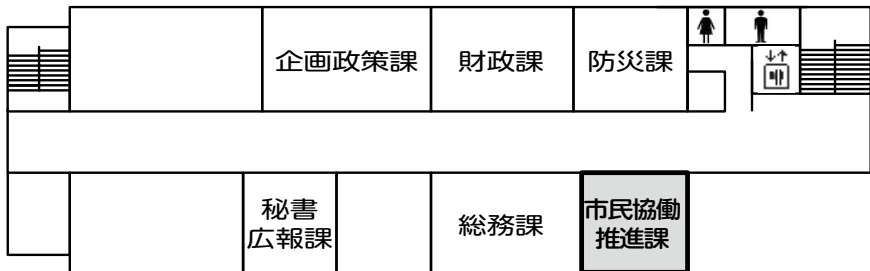 企画政策課
財政課
防災課
秘書
広報課
総務課
市民協働
推進課